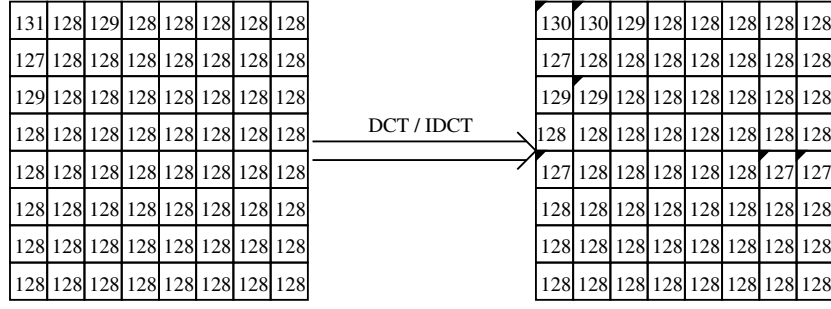 131 128 129 128 128 128 128 128 130 130 129 128 128 128 128 128
127 128 128 128 128 128 128 128 127 128 128 128 128 128 128 128
129 128 128 128 128 128 128 128 129 129 128 128 128 128 128 128
128 128 128 128 128 128 128 128 DCT / IDCT 128 128 128 128 128 128 128 128
128 128 128 128 128 128 128 128 127 128 128 128 128 128 127 127
128 128 128 128 128 128 128 128 128 128 128 128 128 128 128 128
128 128 128 128 128 128 128 128 128 128 128 128 128 128 128 128
128 128 128 128 128 128 128 128 128 128 128 128 128 128 128 128